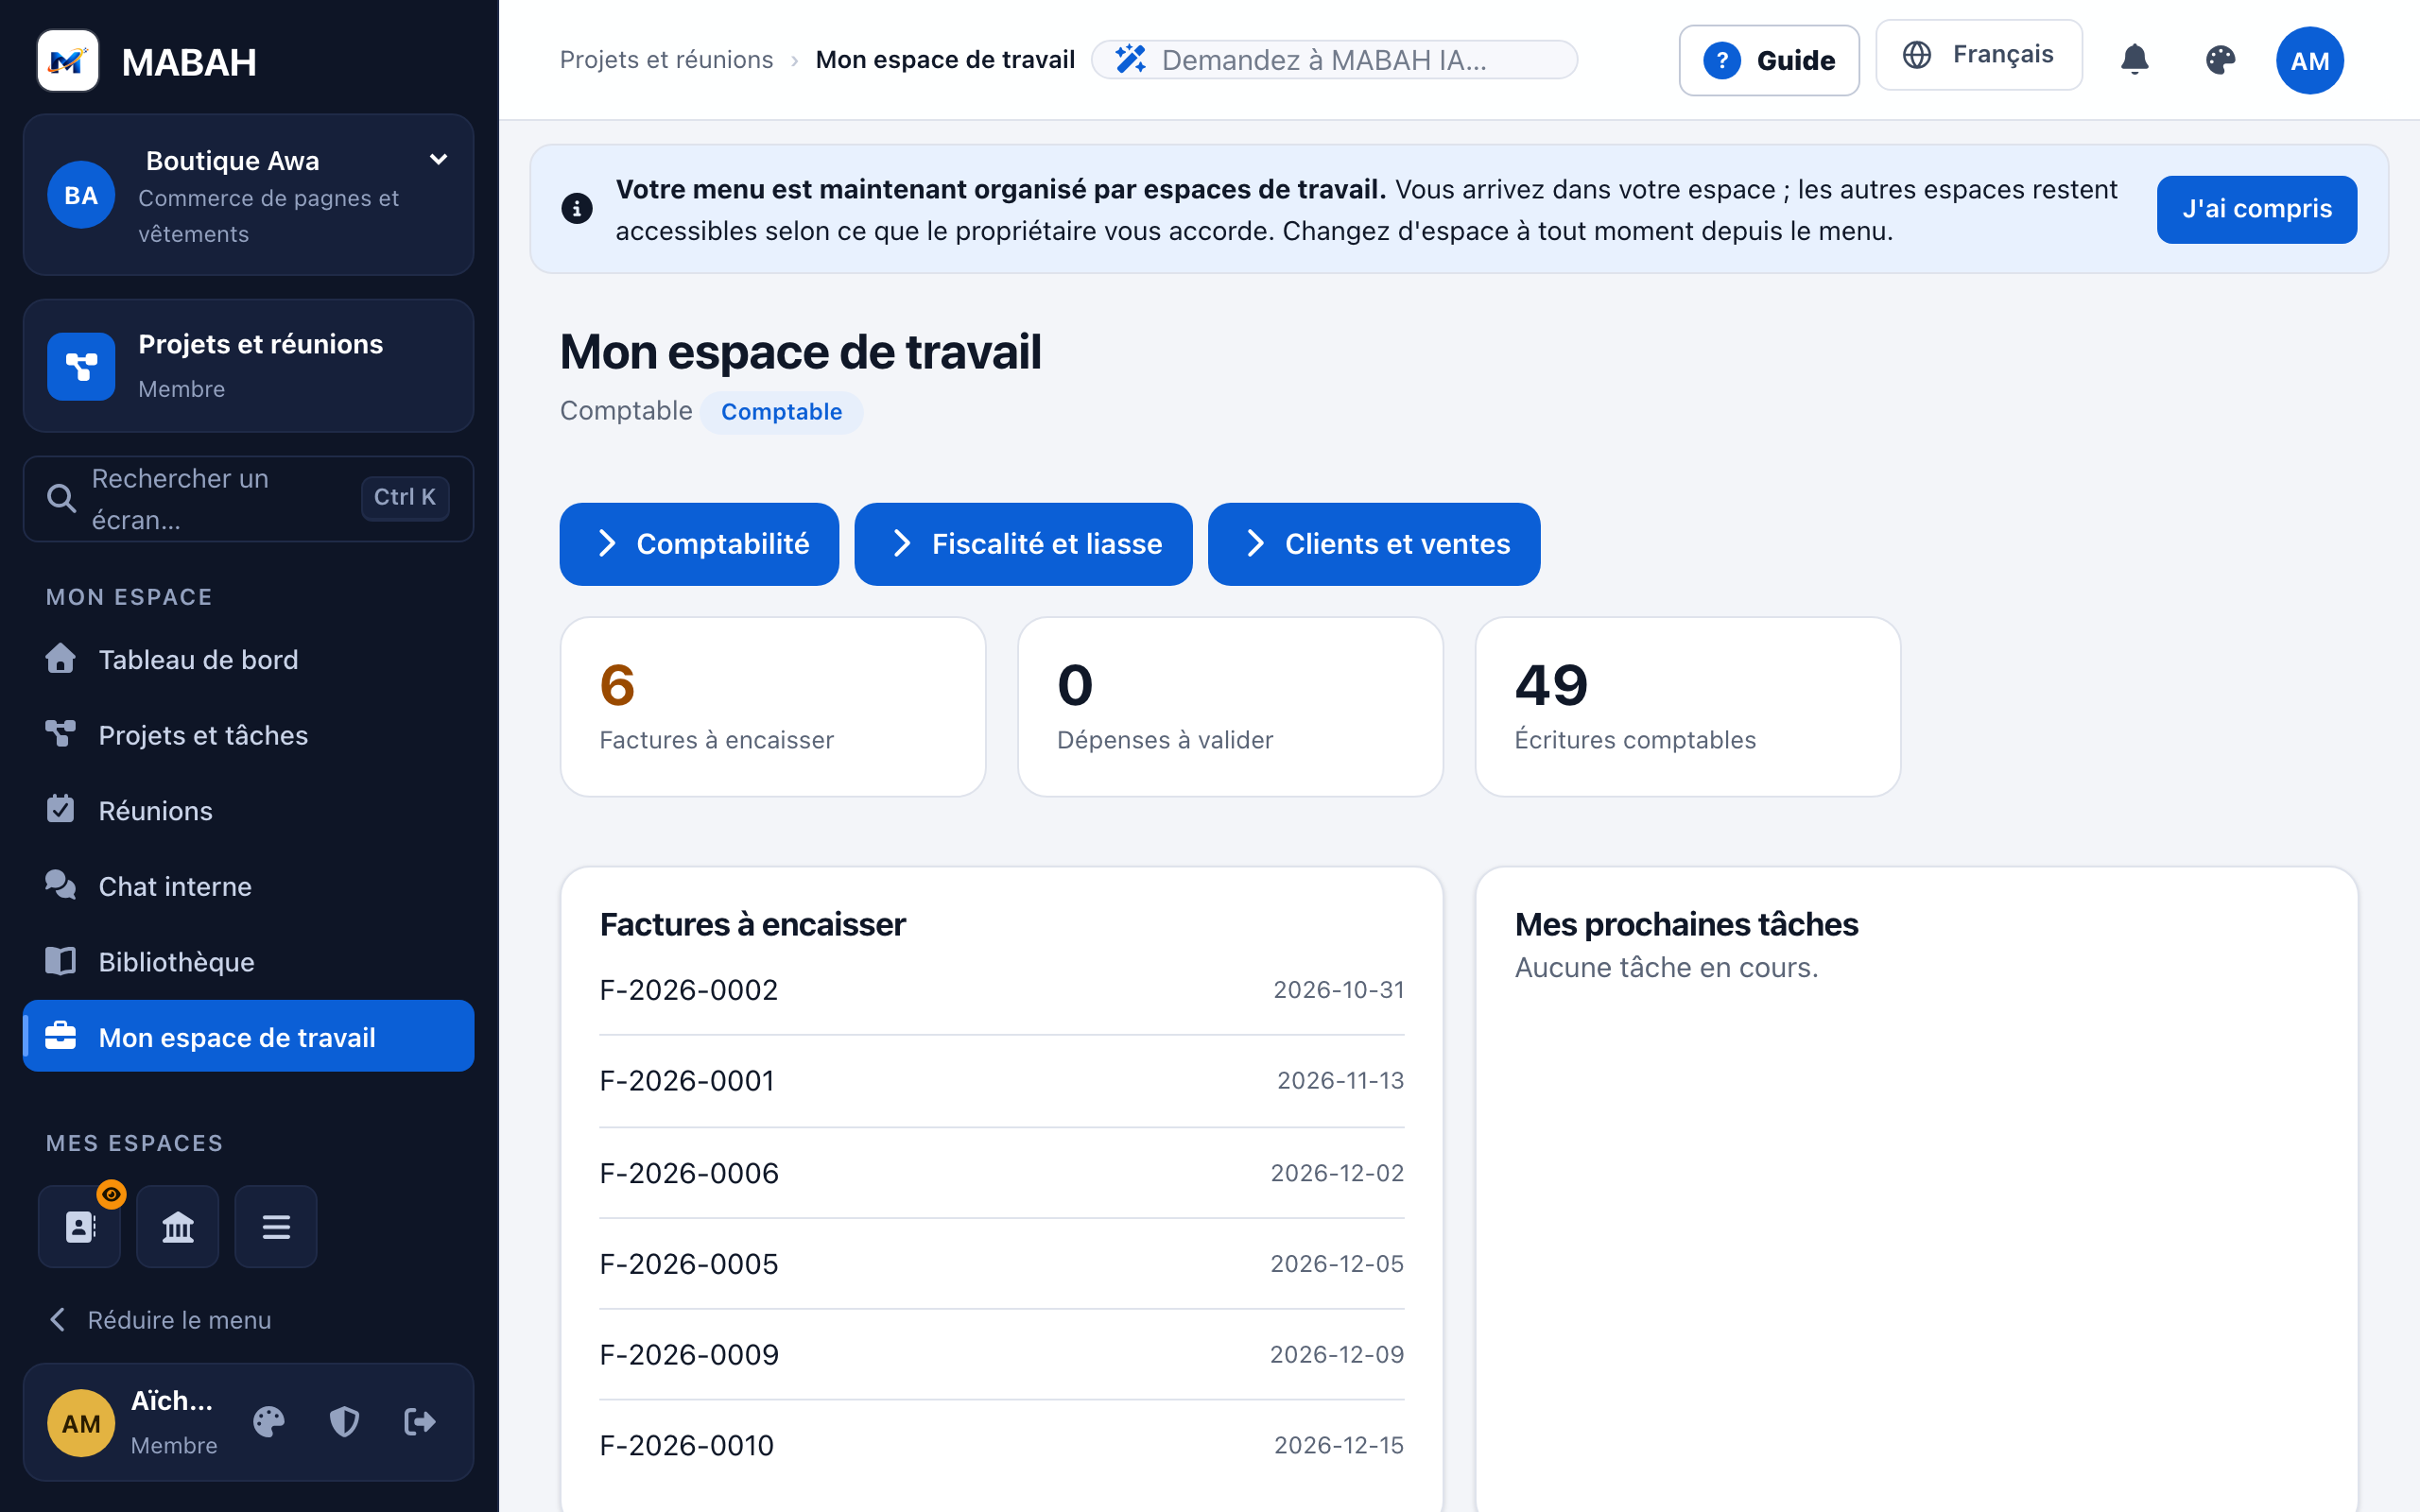 MABAH
BA
Boutique Awa
Commerce de pagnes et
vêtements
Projets et réunions
Membre
Rechercher un
écran...
Ctrl K
MON ESPACE
Tableau de bord
Projets et tâches
Réunions
Chat interne
Bibliothèque
Mon espace de travail
MES ESPACES
Réduire le menu
AM
Aïch...
Membre
Projets et réunions › Mon espace de travail
Demandez à MABAH IA...
? Guide
Français
AM
Votre menu est maintenant organisé par espaces de travail. Vous arrivez dans votre espace ; les autres espaces restent
accessibles selon ce que le propriétaire vous accorde. Changez d'espace à tout moment depuis le menu.
J'ai compris
Mon espace de travail
Comptable Comptable
Comptabilité
Fiscalité et liasse
Clients et ventes
6
Factures à encaisser
0
Dépenses à valider
49
Écritures comptables
Factures à encaisser
F-2026-0002 2026-10-31
F-2026-0001 2026-11-13
F-2026-0006 2026-12-02
F-2026-0005 2026-12-05
F-2026-0009 2026-12-09
F-2026-0010 2026-12-15
Mes prochaines tâches
Aucune tâche en cours.